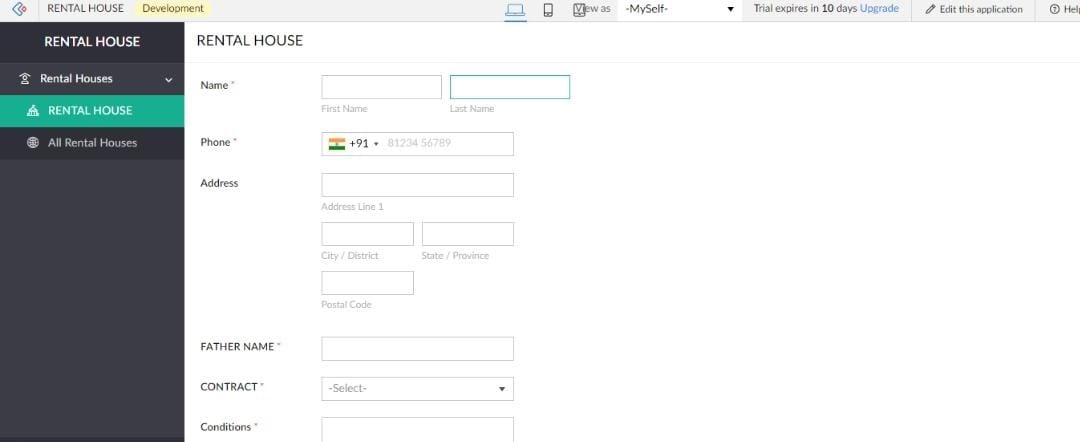 RENTAL HOUSE Development View as -MySelf- Trial expires in 10 days Upgrade Edit this application
RENTAL HOUSE
Rental Houses
RENTAL HOUSE
All Rental Houses
RENTAL HOUSE
Name *
First Name Last Name
Phone * +91 81234 56789
Address
Address Line 1
City / District State / Province
Postal Code
FATHER NAME *
CONTRACT * -Select-
Conditions *